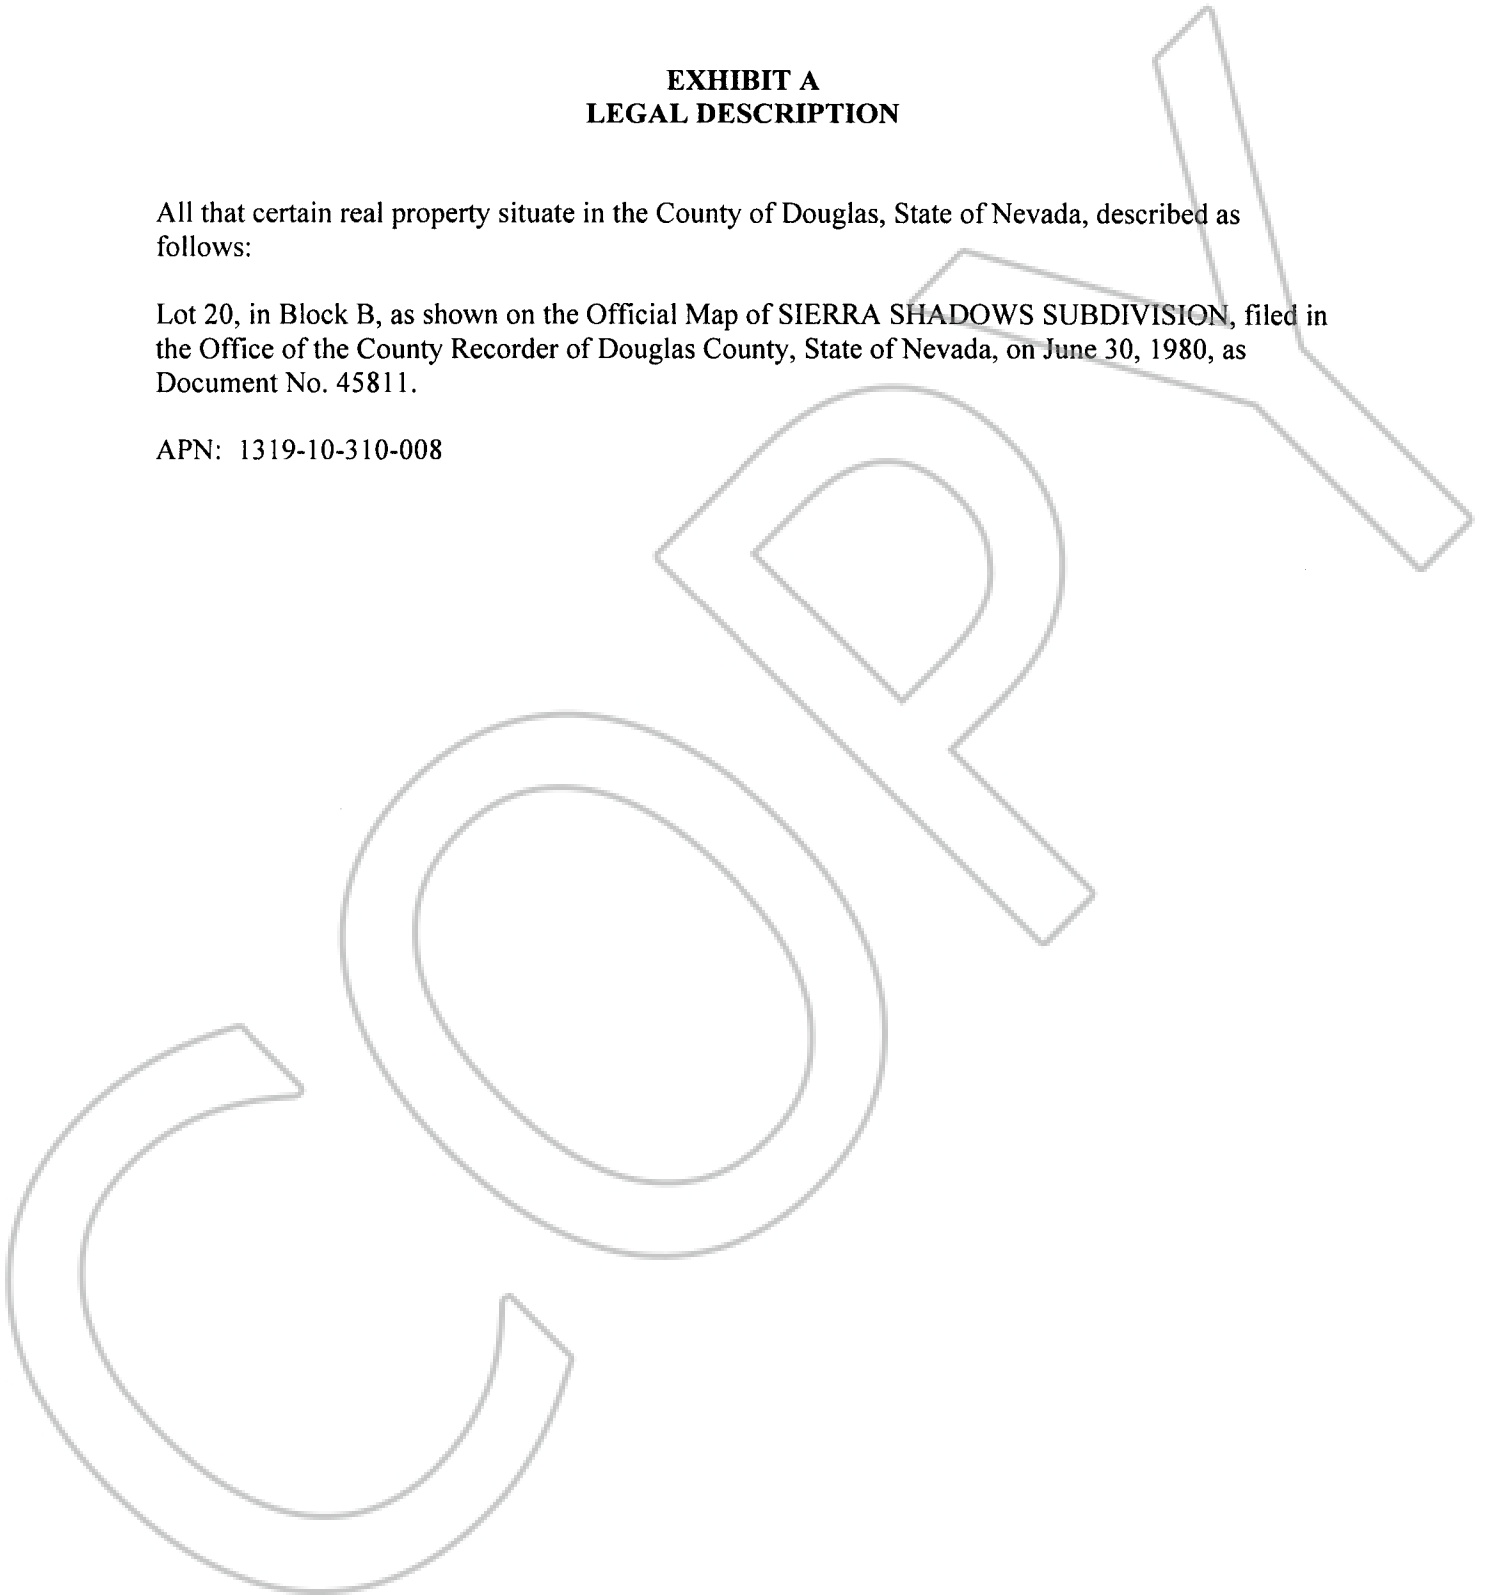 EXHIBIT A
LEGAL DESCRIPTION
All that certain real property situate in the County of Douglas, State of Nevada, described as
follows:
Lot 20, in Block B, as shown on the Official Map of SIERRA SHADOWS SUBDIVISION, filed in
the Office of the County Recorder of Douglas County, State of Nevada, on June 30, 1980, as
Document No. 45811.
APN: 1319-10-310-008
COPY